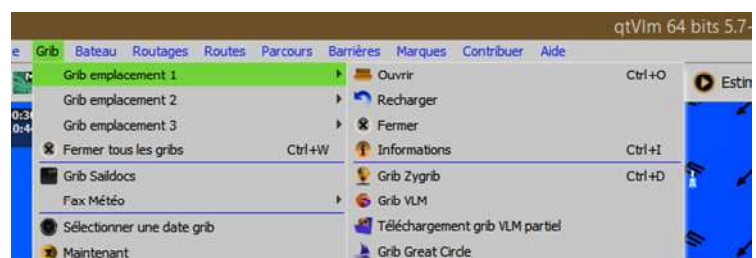 qtVlm 64 bits 5.7-
e Grib Bateau Routages Routes Parcours Barrières Marques Contribuer Aide
Grib emplacement 1
Grib emplacement 2
Grib emplacement 3
Fermer tous les gribs Ctrl+W
Grib Saildocs
Fax Météo
Sélectionner une date grib
Maintenant
Ouvrir Ctrl+O
Recharger
Fermer
Informations Ctrl+I
Grib Zygrib Ctrl+D
Grib VLM
Téléchargement grib VLM partiel
Grib Great Circle
Estim